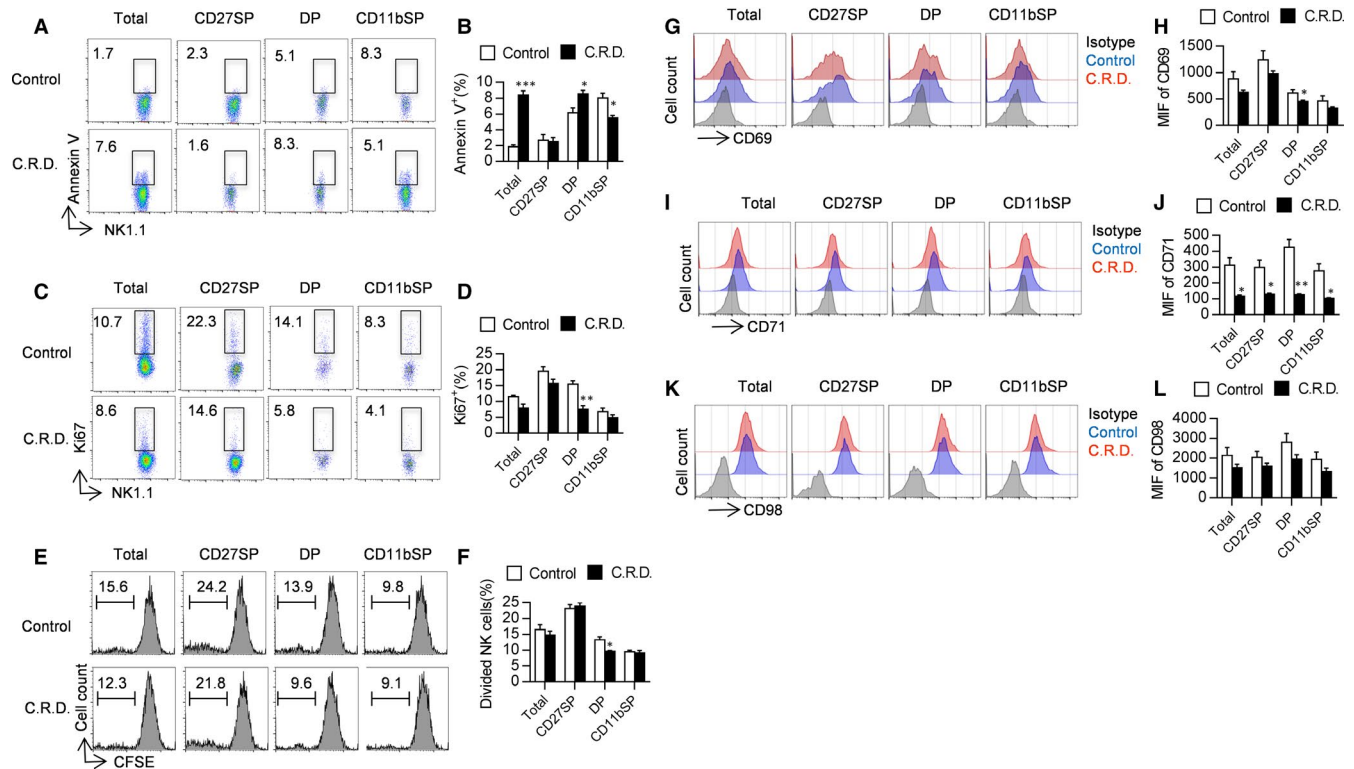 A
Total CD27SP DP CD11bSP
Control 1.7 2.3 5.1 8.3
C.R.D. 7.6 1.6 8.3. 5.1
Annexin V
NK1.1
B
Control C.R.D.
Annexin V+(%)
10
8
6
4
2
0
*** * *
Total CD27SP DP CD11bSP
C
Total CD27SP DP CD11bSP
Control 10.7 22.3 14.1 8.3
C.R.D. 8.6 14.6 5.8 4.1
Ki67
NK1.1
D
Control C.R.D.
Ki67+(%)
25
20
15
10
5
0
**
Total CD27SP DP CD11bSP
E
Total CD27SP DP CD11bSP
Control 15.6 24.2 13.9 9.8
C.R.D. 12.3 21.8 9.6 9.1
Cell count
CFSE
F
Control C.R.D.
Divided NK cells(%)
25
20
15
10
5
0
*
Total CD27SP DP CD11bSP
G
Total CD27SP DP CD11bSP
Cell count
CD69
Isotype
Control
C.R.D.
H
Control C.R.D.
MIF of CD69
1500
1000
500
0
*
Total CD27SP DP CD11bSP
I
Total CD27SP DP CD11bSP
Cell count
CD71
Isotype
Control
C.R.D.
J
Control C.R.D.
MIF of CD71
500
400
300
200
100
0
* * ** *
Total CD27SP DP CD11bSP
K
Total CD27SP DP CD11bSP
Cell count
CD98
Isotype
Control
C.R.D.
L
Control C.R.D.
MIF of CD98
4000
3000
2000
1000
0
Total CD27SP DP CD11bSP